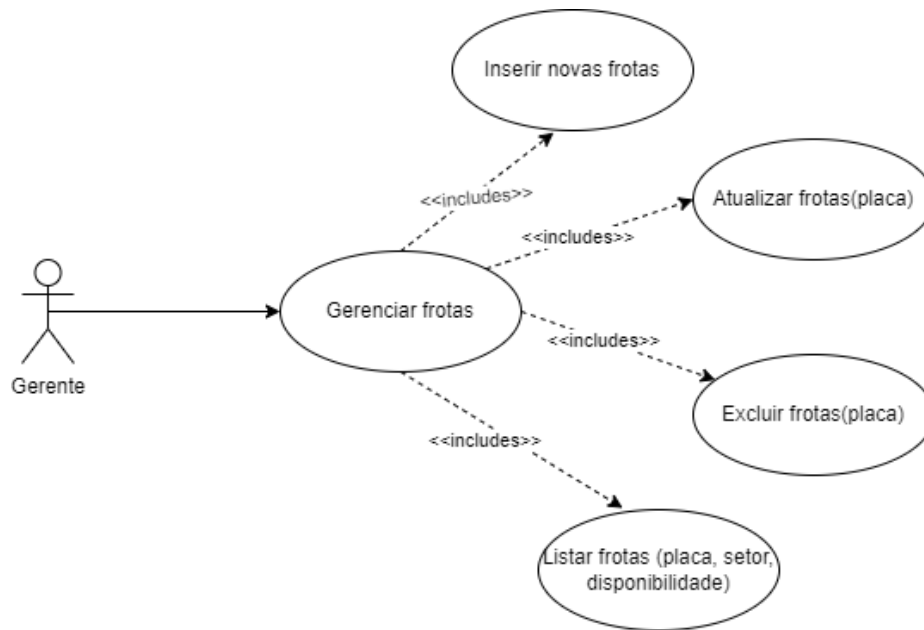 Inserir novas frotas
<<includes>>
Atualizar frotas(placa)
<<includes>>
Gerenciar frotas
Gerente
<<includes>>
Excluir frotas(placa)
<<includes>>
Listar frotas (placa, setor,
disponibilidade)